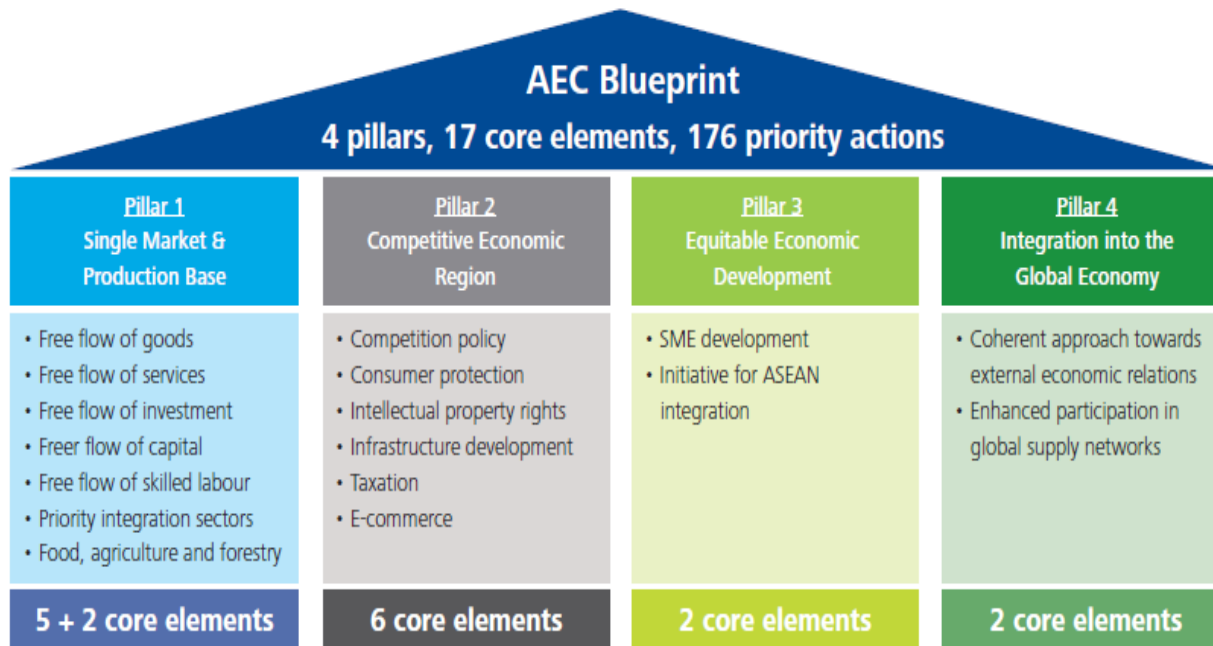 AEC Blueprint
4 pillars, 17 core elements, 176 priority actions
Pillar 1
Single Market &
Production Base
• Free flow of goods
• Free flow of services
• Free flow of investment
• Freer flow of capital
• Free flow of skilled labour
• Priority integration sectors
• Food, agriculture and forestry
5 + 2 core elements
Pillar 2
Competitive Economic
Region
• Competition policy
• Consumer protection
• Intellectual property rights
• Infrastructure development
• Taxation
• E-commerce
6 core elements
Pillar 3
Equitable Economic
Development
• SME development
• Initiative for ASEAN
integration
2 core elements
Pillar 4
Integration into the
Global Economy
• Coherent approach towards
external economic relations
• Enhanced participation in
global supply networks
2 core elements